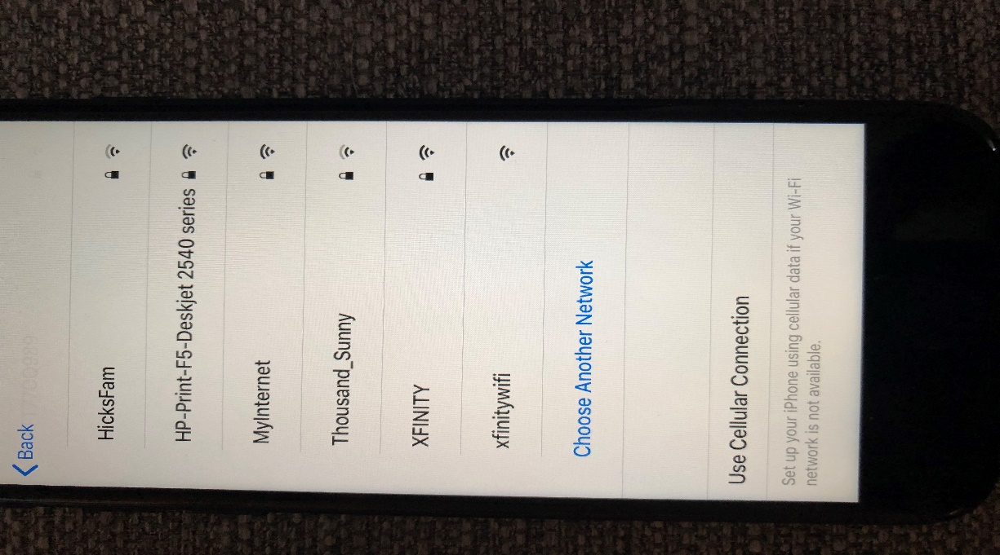 Back
HicksFam
HP-Print-F5-Deskjet 2540 series
MyInternet
Thousand_Sunny
XFINITY
xfinitywifi
Choose Another Network
Use Cellular Connection
Set up your iPhone using cellular data if your Wi-Fi
network is not available.